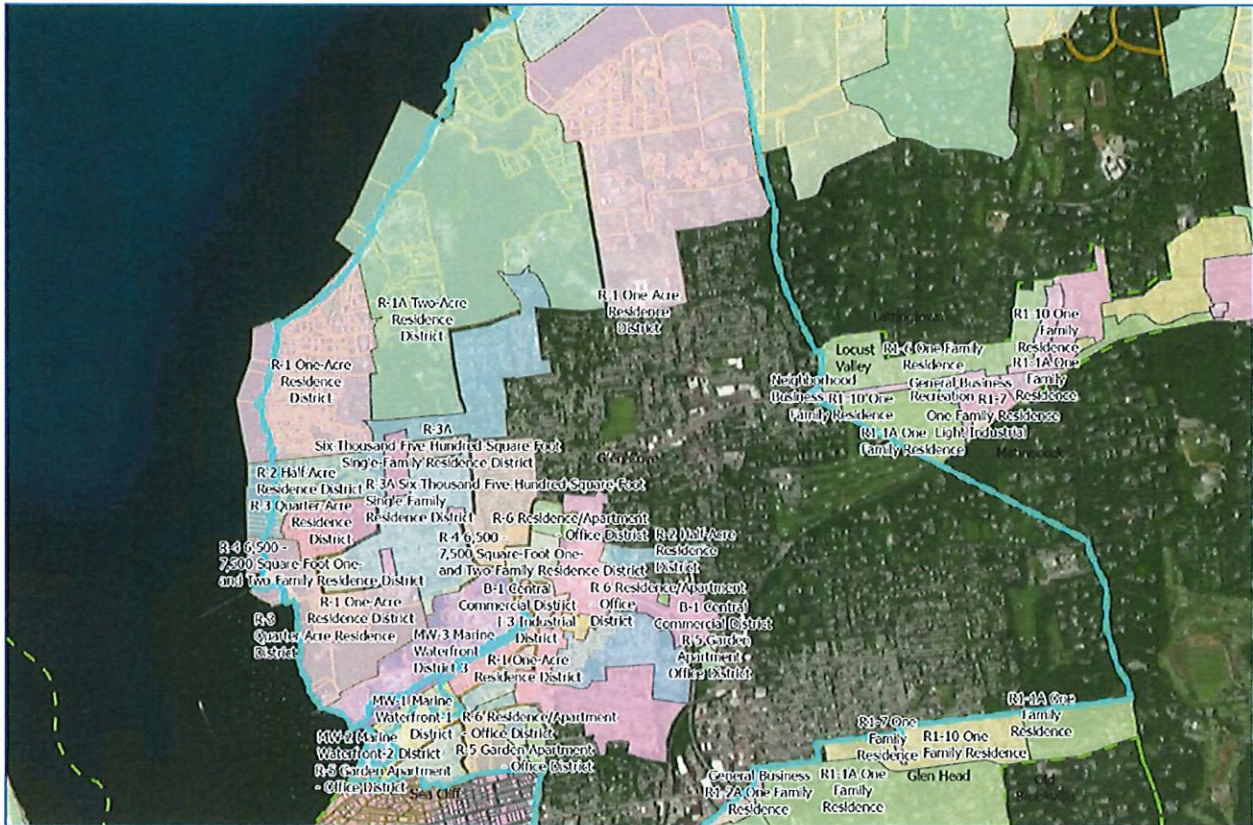 R-1A Two-Acre
Residence
District
R-1 One Acre
Residence
District
R-1 One-Acre
Residence
District
Lattingtown
R1-10 One
Family
Residence
Locust
Valley
R1-6 One Family
Residence
R1-1A One
Family
Residence
Neighborhood
Business
General Business
Recreation
R1-7
One Family Residence
R1-10 One
Family Residence
R1-1A One
Family Residence
Light Industrial
Matinecock
R-3A
Six Thousand Five Hundred Square Foot
Single-Family Residence District
Glen Cove
R-2 Half-Acre
Residence District
R-3A Six Thousand Five Hundred Square-Foot
Single Family
Residence District
R-3 Quarter Acre
Residence
District
R-6 Residence/Apartment
- Office District
R-2 Half-Acre
Residence
District
R-4 6,500 -
7,500 Square-Foot One-
and Two Family Residence District
R-4 6,500 -
7,500 Square Foot One-
and Two Family Residence District
R-1 One-Acre
Residence District
B-1 Central
Commercial District
R-6 Residence/Apartment
Office
District
B-1 Central
Commercial District
I-3 Industrial
District
R-3
Quarter Acre Residence
District
MW-3 Marine
Waterfront
District-3
R-5 Garden
Apartment -
Office District
R-1 One-Acre
Residence District
MW-1 Marine
Waterfront-1
District
R-6 Residence/Apartment
- Office District
MW-2 Marine
Waterfront-2 District
R-5 Garden Apartment
- Office District
R-5 Garden Apartment
- Office District
Sea Cliff
R1-1A One
Family
Residence
R1-7 One
Family
Residence
R1-10 One
Family Residence
General Business
R1-2A One Family
Residence
R1-1A One
Family
Residence
Glen Head
Old